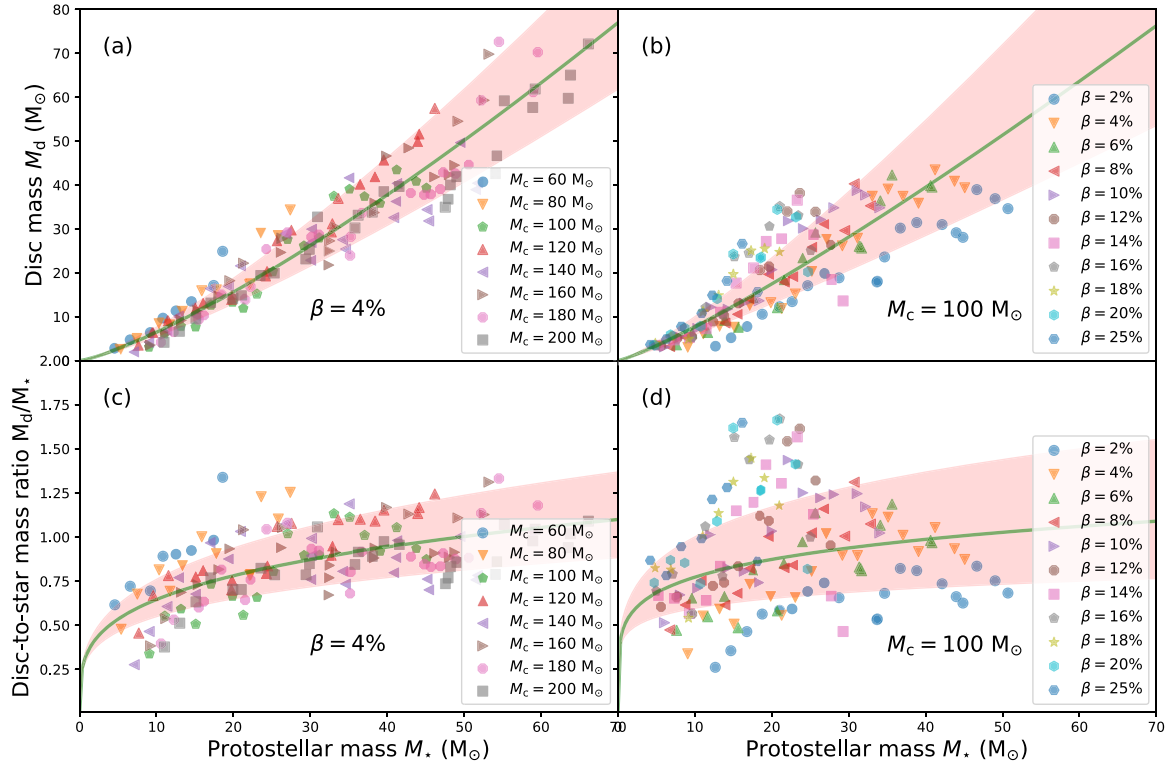 80
70
60
50
40
30
20
10
Disc mass M_d (M_⊙)
(a)
β = 4%
M_c = 60 M_⊙
M_c = 80 M_⊙
M_c = 100 M_⊙
M_c = 120 M_⊙
M_c = 140 M_⊙
M_c = 160 M_⊙
M_c = 180 M_⊙
M_c = 200 M_⊙
(b)
M_c = 100 M_⊙
β = 2%
β = 4%
β = 6%
β = 8%
β = 10%
β = 12%
β = 14%
β = 16%
β = 18%
β = 20%
β = 25%
2.00
1.75
1.50
1.25
1.00
0.75
0.50
0.25
Disc-to-star mass ratio M_d/M_⋆
(c)
β = 4%
M_c = 60 M_⊙
M_c = 80 M_⊙
M_c = 100 M_⊙
M_c = 120 M_⊙
M_c = 140 M_⊙
M_c = 160 M_⊙
M_c = 180 M_⊙
M_c = 200 M_⊙
0 10 20 30 40 50 60 70
Protostellar mass M_⋆ (M_⊙)
(d)
M_c = 100 M_⊙
β = 2%
β = 4%
β = 6%
β = 8%
β = 10%
β = 12%
β = 14%
β = 16%
β = 18%
β = 20%
β = 25%
0 10 20 30 40 50 60 70
Protostellar mass M_⋆ (M_⊙)